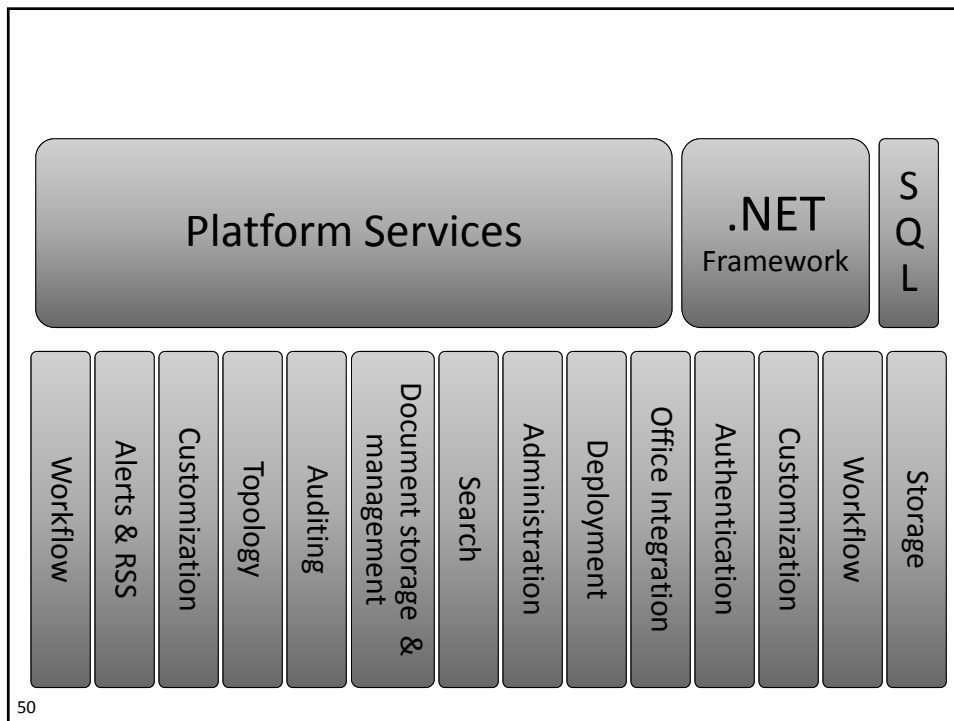 Platform Services
.NET
Framework
S
Q
L
Workflow
Alerts & RSS
Customization
Topology
Auditing
Document storage &
management
Search
Administration
Deployment
Office Integration
Authentication
Customization
Workflow
Storage
50